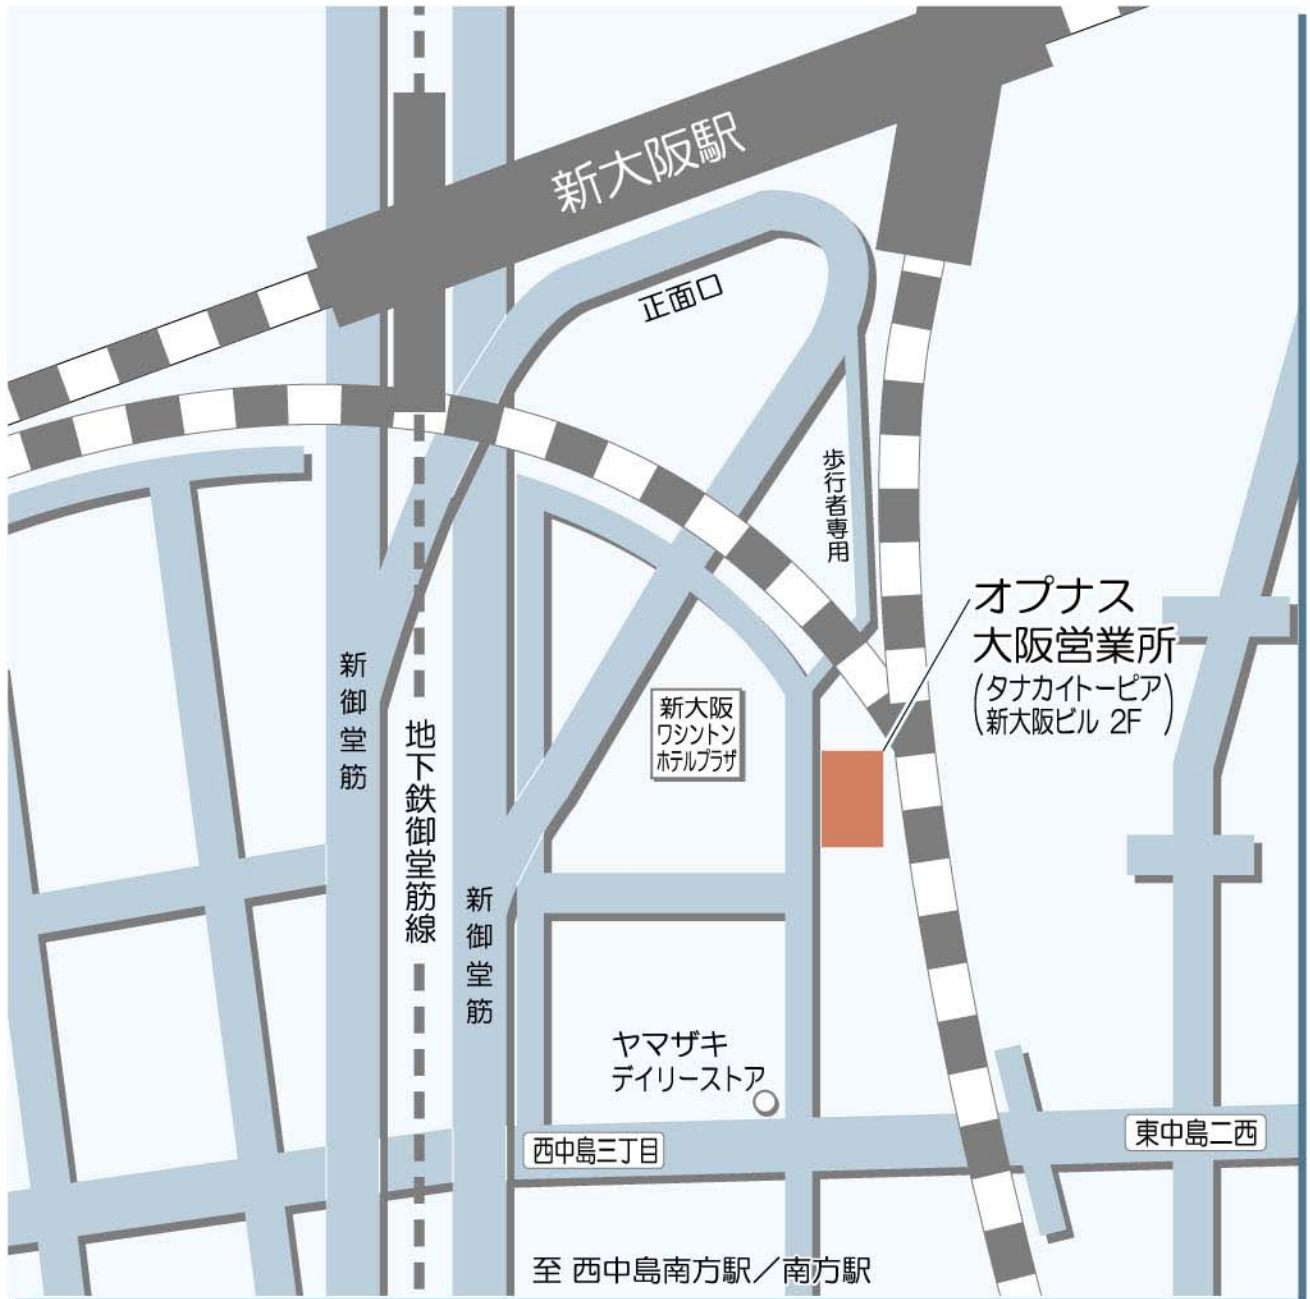 新大阪駅
正面口
歩行者専用
オプナス
大阪営業所
(タナカイトーピア
新大阪ビル 2F)
新御堂筋
新大阪
ワシントン
ホテルプラザ
地下鉄御堂筋線
新御堂筋
ヤマザキ
デイリーストア
西中島三丁目
東中島二西
至 西中島南方駅/南方駅